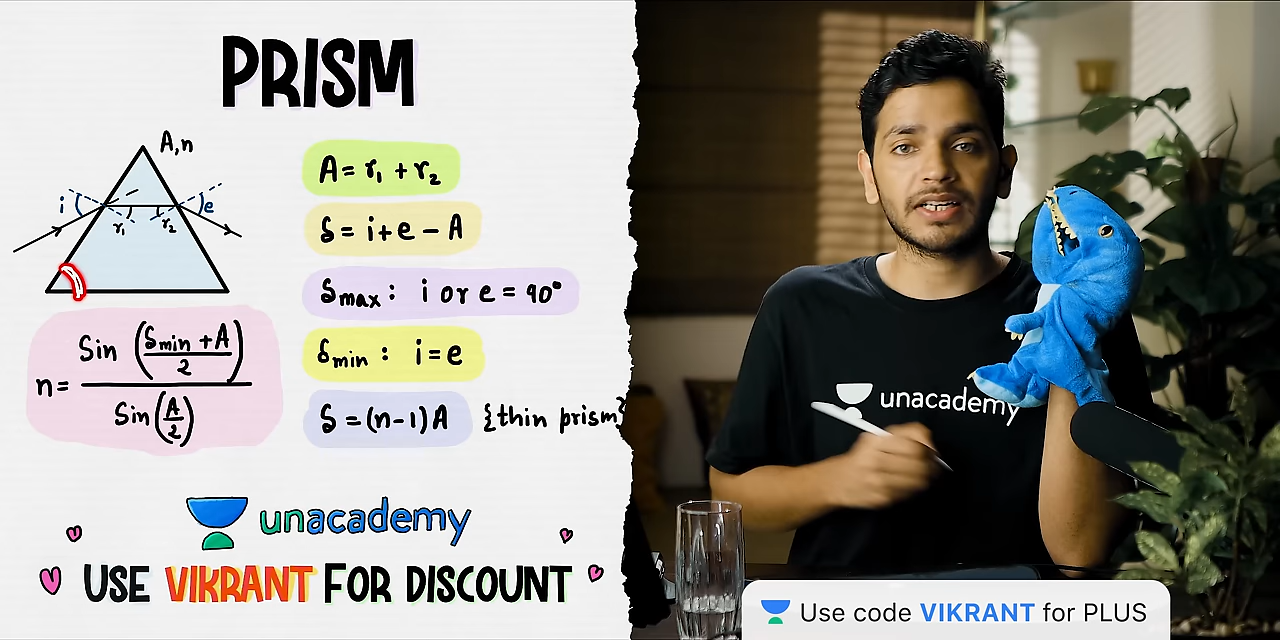 PRISM
A,n
i
r₁
r₂
e
A = r₁ + r₂
δ = i + e − A
δmax : i or e = 90°
δmin : i = e
n = Sin ((δmin + A)/2) / Sin (A/2)
δ = (n−1)A {thin prism}
unacademy
USE VIKRANT FOR DISCOUNT
unacademy
Use code VIKRANT for PLUS